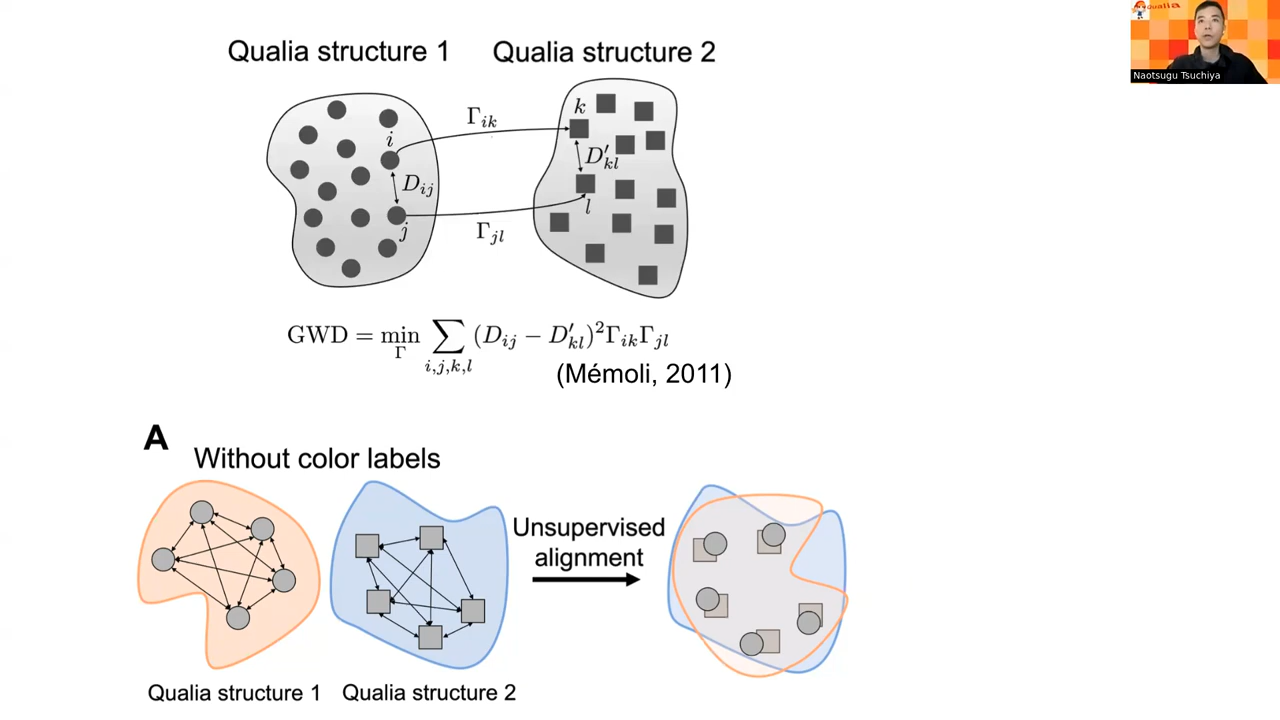 Qualia structure 1 Qualia structure 2
Qualia
Naotsugu Tsuchiya
k
Γik
i
D′kl
Dij
l
j
Γjl
GWD = min Γ ∑ i,j,k,l (Dij − D′kl)²ΓikΓjl
(Mémoli, 2011)
A
Without color labels
Unsupervised
alignment
Qualia structure 1 Qualia structure 2